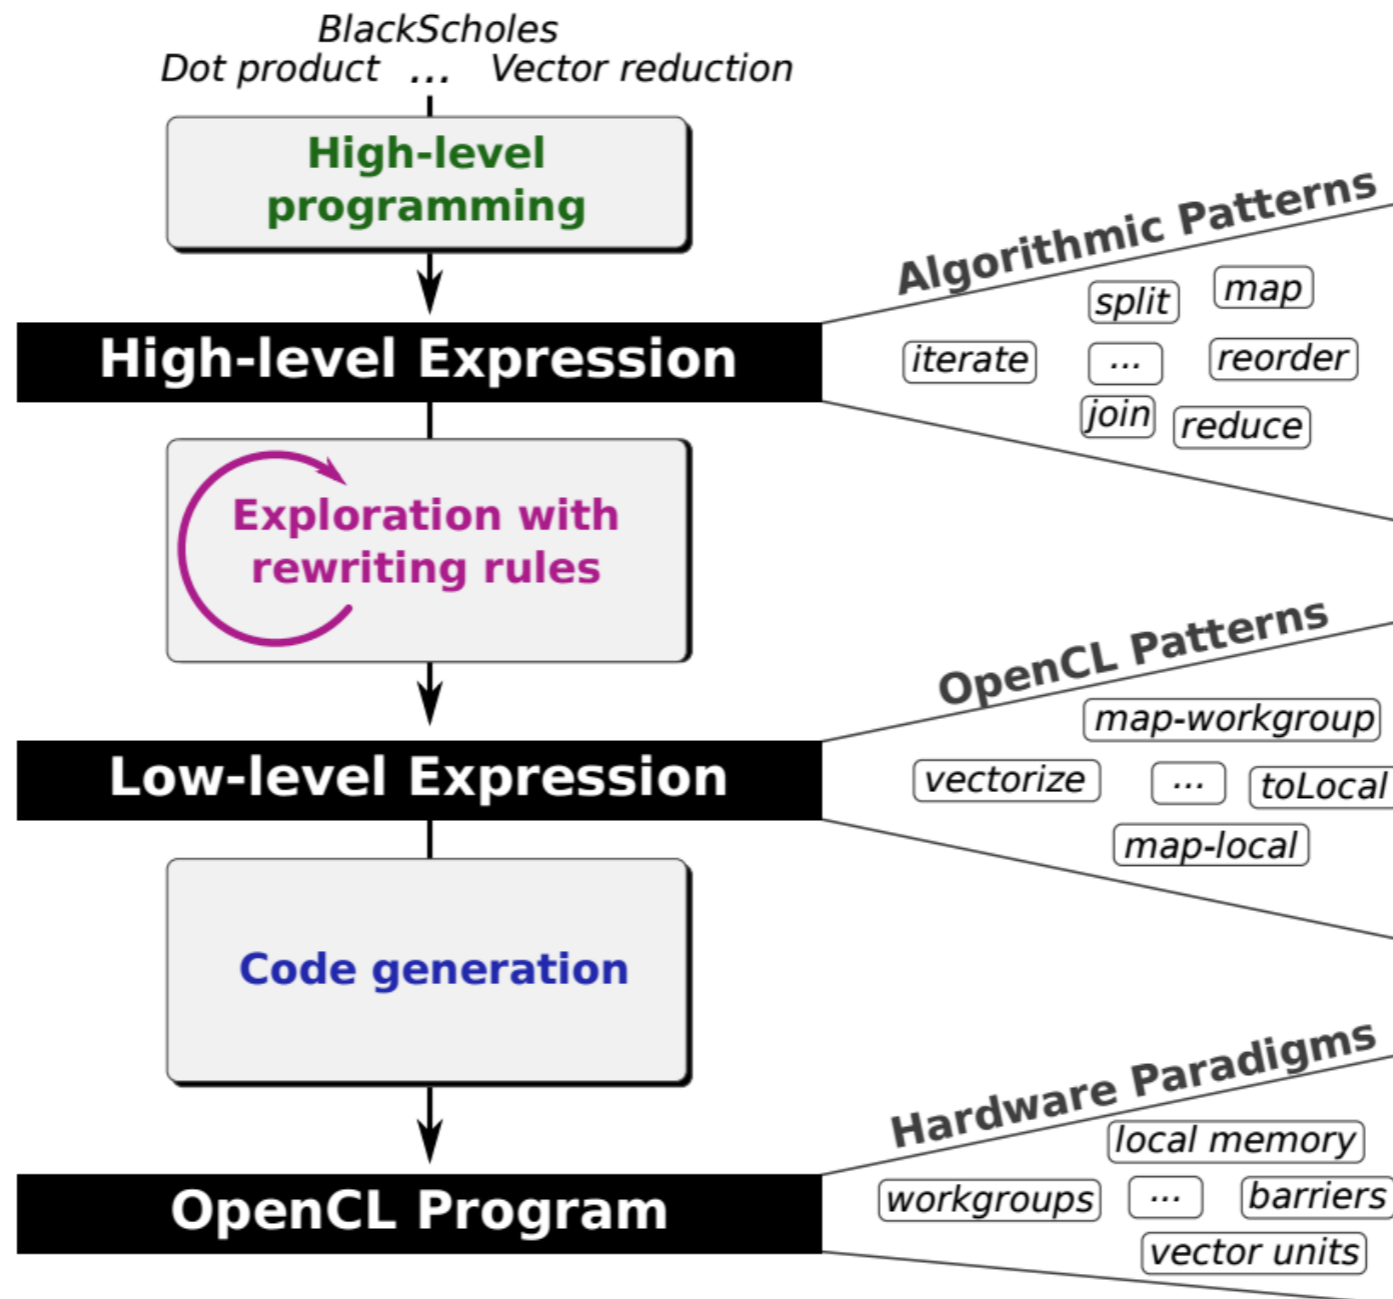 BlackScholes
Dot product ... Vector reduction
High-level
programming
Algorithmic Patterns
split
map
High-level Expression
iterate
...
reorder
join
reduce
Exploration with
rewriting rules
OpenCL Patterns
map-workgroup
Low-level Expression
vectorize
...
toLocal
map-local
Code generation
Hardware Paradigms
local memory
OpenCL Program
workgroups
...
barriers
vector units